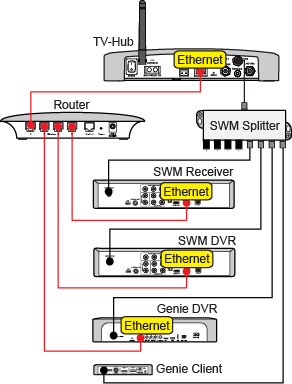 TV-Hub
Ethernet
Router
SWM Splitter
SWM Receiver
Ethernet
SWM DVR
Ethernet
Genie DVR
Ethernet
Genie Client